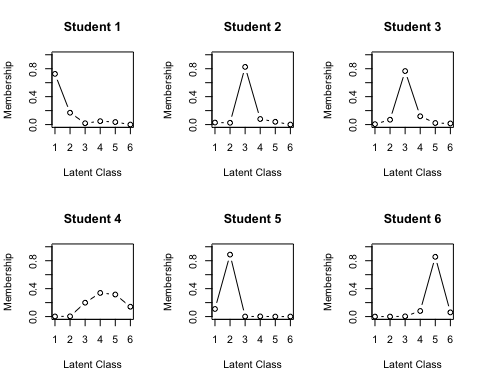 Student 1
Membership
0.0 0.4 0.8
1 2 3 4 5 6
Latent Class
Student 2
Membership
0.0 0.4 0.8
1 2 3 4 5 6
Latent Class
Student 3
Membership
0.0 0.4 0.8
1 2 3 4 5 6
Latent Class
Student 4
Membership
0.0 0.4 0.8
1 2 3 4 5 6
Latent Class
Student 5
Membership
0.0 0.4 0.8
1 2 3 4 5 6
Latent Class
Student 6
Membership
0.0 0.4 0.8
1 2 3 4 5 6
Latent Class